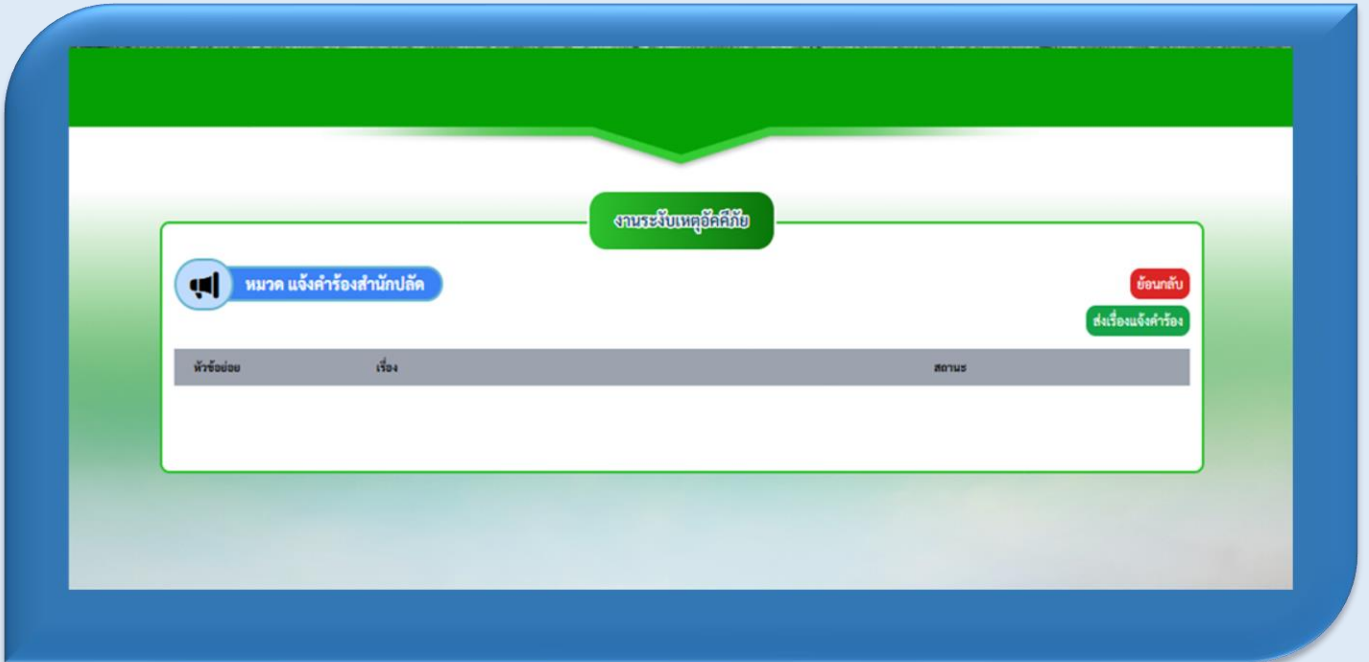 งานระงับเหตุอัคคีภัย
หมวด แจ้งคำร้องสำนักปลัด
ย้อนกลับ
ส่งเรื่องแจ้งคำร้อง
หัวข้อย่อย เรื่อง สถานะ